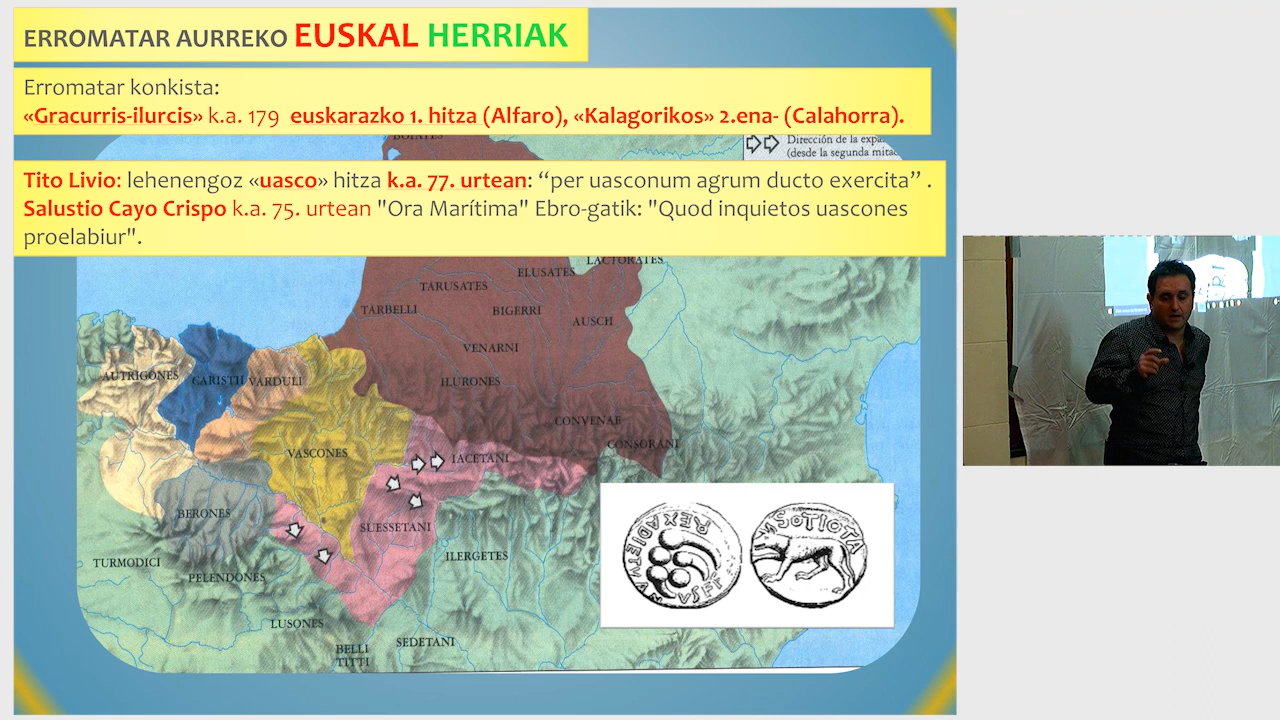 ERROMATAR AURREKO EUSKAL HERRIAK
Erromatar konkista:
«Gracurris-ilurcis» k.a. 179 euskarazko 1. hitza (Alfaro), «Kalagorikos» 2.ena- (Calahorra).
BOIATES
Dirección de la expa
(desde la segunda mitad
Tito Livio: lehenengoz «uasco» hitza k.a. 77. urtean: “per uasconum agrum ducto exercita” .
Salustio Cayo Crispo k.a. 75. urtean "Ora Marítima" Ebro-gatik: "Quod inquietos uascones
proelabiur".
LACTORATES
ELUSATES
TARUSATES
TARBELLI
BIGERRI
AUSCH
VENARNI
AUTRIGONES
CARISTII
VARDULI
ILURONES
CONVENAE
CONSORANI
VASCONES
IACETANI
BERONES
SUESSETANI
ILERGETES
TURMODICI
PELENDONES
LUSONES
SEDETANI
BELLI
TITTI
REX ADIETVANVS FF
SOTIOTA